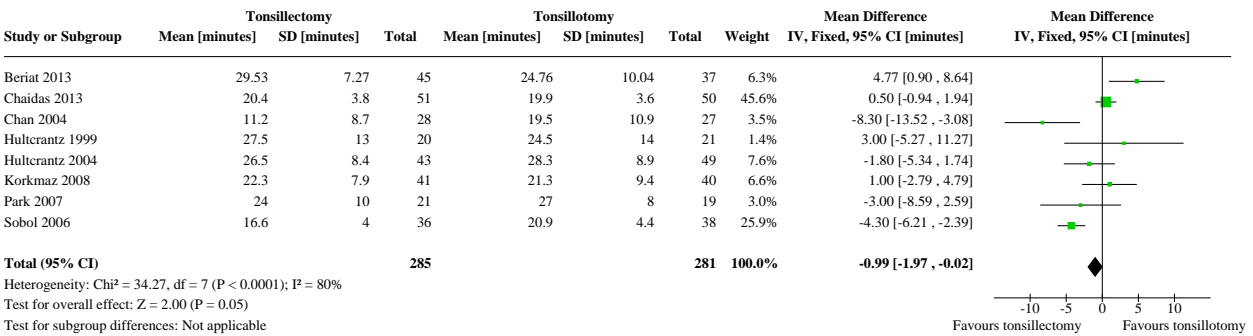 Tonsillectomy Tonsillotomy Mean Difference Mean Difference
Study or Subgroup Mean [minutes] SD [minutes] Total Mean [minutes] SD [minutes] Total Weight IV, Fixed, 95% CI [minutes] IV, Fixed, 95% CI [minutes]
Beriat 2013 29.53 7.27 45 24.76 10.04 37 6.3% 4.77 [0.90 , 8.64]
Chaidas 2013 20.4 3.8 51 19.9 3.6 50 45.6% 0.50 [-0.94 , 1.94]
Chan 2004 11.2 8.7 28 19.5 10.9 27 3.5% -8.30 [-13.52 , -3.08]
Hultcrantz 1999 27.5 13 20 24.5 14 21 1.4% 3.00 [-5.27 , 11.27]
Hultcrantz 2004 26.5 8.4 43 28.3 8.9 49 7.6% -1.80 [-5.34 , 1.74]
Korkmaz 2008 22.3 7.9 41 21.3 9.4 40 6.6% 1.00 [-2.79 , 4.79]
Park 2007 24 10 21 27 8 19 3.0% -3.00 [-8.59 , 2.59]
Sobol 2006 16.6 4 36 20.9 4.4 38 25.9% -4.30 [-6.21 , -2.39]
Total (95% CI) 285 281 100.0% -0.99 [-1.97 , -0.02]
Heterogeneity: Chi² = 34.27, df = 7 (P < 0.0001); I² = 80%
Test for overall effect: Z = 2.00 (P = 0.05) -10 -5 0 5 10
Test for subgroup differences: Not applicable Favours tonsillectomy Favours tonsillotomy